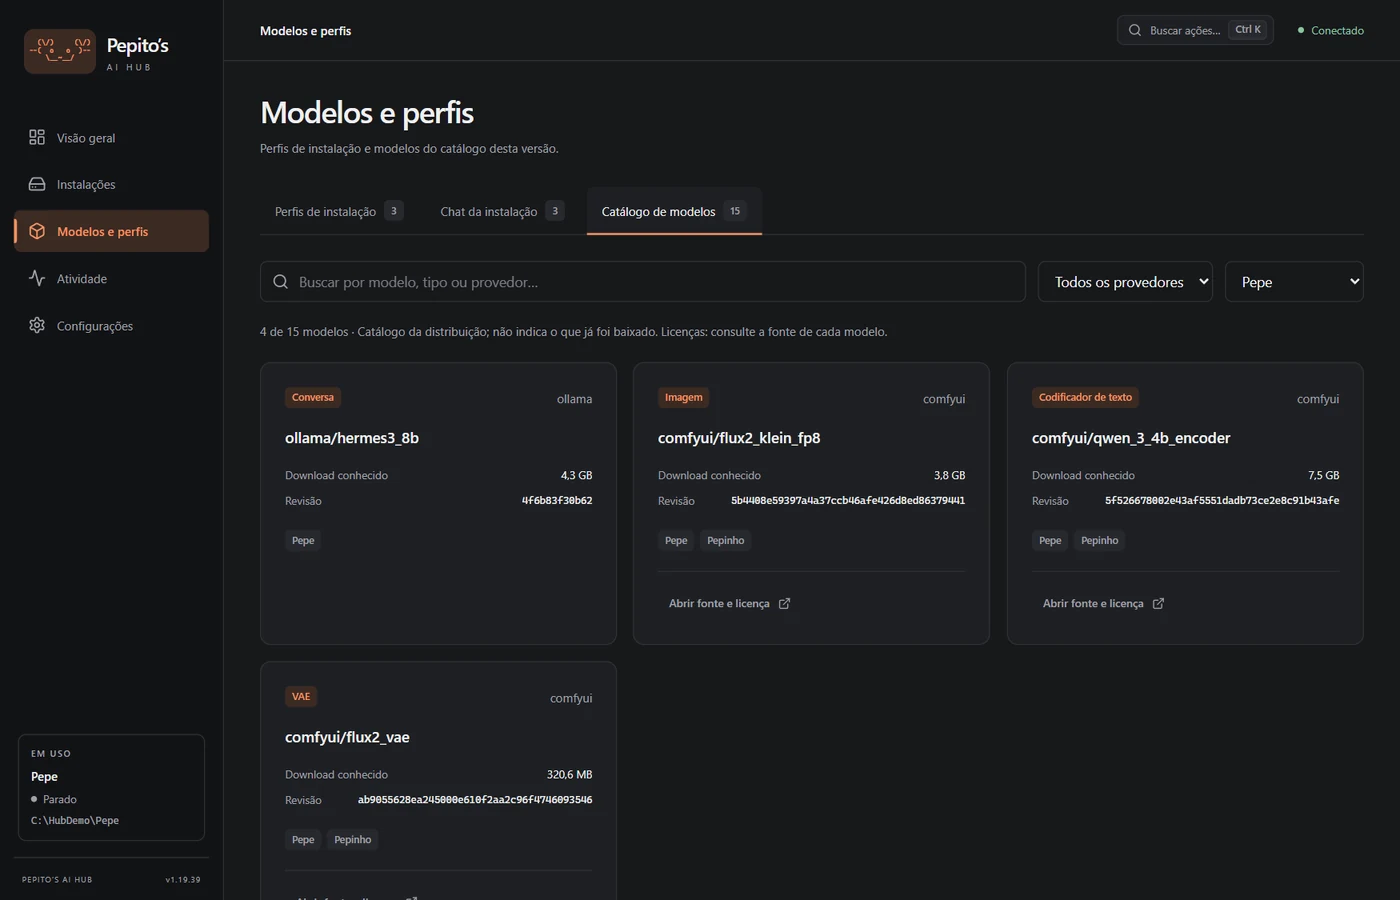 Pepito's
AI HUB
Visão geral
Instalações
Modelos e perfis
Atividade
Configurações
EM USO
Pepe
Parado
C:\HubDemo\Pepe
PEPITO'S AI HUB
v1.19.39
Modelos e perfis
Buscar ações...
Ctrl K
Conectado
Modelos e perfis
Perfis de instalação e modelos do catálogo desta versão.
Perfis de instalação 3
Chat da instalação 3
Catálogo de modelos 15
Buscar por modelo, tipo ou provedor...
Todos os provedores
Pepe
4 de 15 modelos · Catálogo da distribuição; não indica o que já foi baixado. Licenças: consulte a fonte de cada modelo.
Conversa
ollama
ollama/hermes3_8b
Download conhecido 4,3 GB
Revisão 4f6b83f30b62
Pepe
Imagem
comfyui
comfyui/flux2_klein_fp8
Download conhecido 3,8 GB
Revisão 5b4408e59397a4a37ccb46afe426d8ed86379441
Pepe Pepinho
Abrir fonte e licença
Codificador de texto
comfyui
comfyui/qwen_3_4b_encoder
Download conhecido 7,5 GB
Revisão 5f526678002e43af5551dadb73ce2e8c91b43afe
Pepe Pepinho
Abrir fonte e licença
VAE
comfyui
comfyui/flux2_vae
Download conhecido 320,6 MB
Revisão ab9055628ea245000e610f2aa2c96f4746093546
Pepe Pepinho